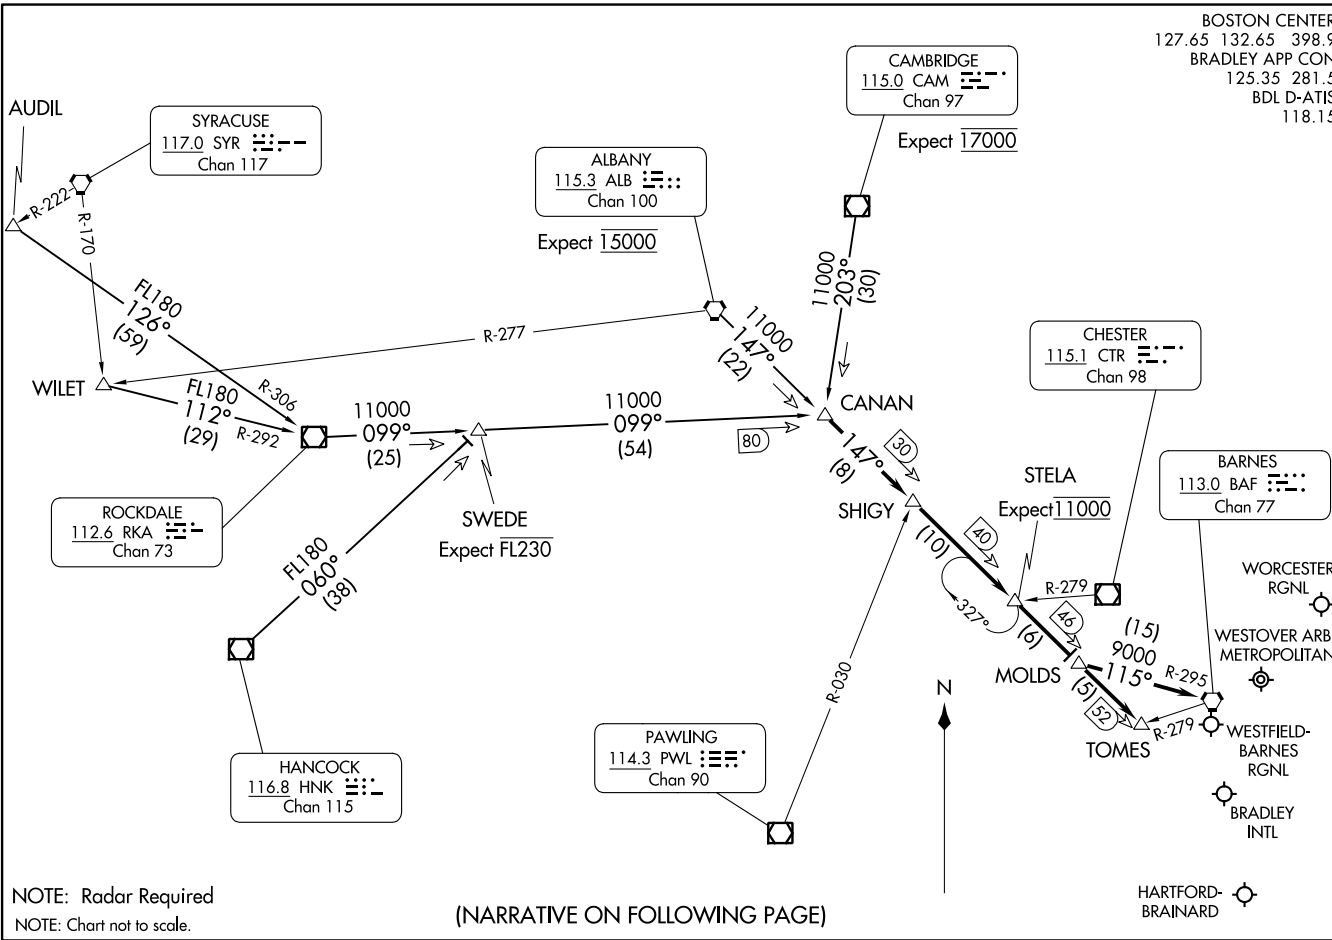 BOSTON CENTER
127.65 132.65 398.9
BRADLEY APP CON
125.35 281.5
BDL D-ATIS
118.15
CAMBRIDGE
115.0 CAM
Chan 97
Expect 17000
AUDIL
SYRACUSE
117.0 SYR
Chan 117
ALBANY
115.3 ALB
Chan 100
Expect 15000
R-222
R-170
11000
203°
(30)
FL180
126°
(59)
R-277
11000
147°
(22)
CHESTER
115.1 CTR
Chan 98
WILET
FL180
112°
(29)
R-306
R-292
11000
099°
(25)
11000
099°
(54)
80
CANAN
147°
(8)
30
STELA
Expect 11000
BARNES
113.0 BAF
Chan 77
ROCKDALE
112.6 RKA
Chan 73
SWEDE
Expect FL230
SHIGY
(10)
40
FL180
060°
(38)
327°
R-279
WORCESTER
RGNL
(6)
46
(15)
9000
115°
R-295
WESTOVER ARB
METROPOLITAN
MOLDS
(5)
52
R-030
N
TOMES
R-279
WESTFIELD-
BARNES
RGNL
HANCOCK
116.8 HNK
Chan 115
PAWLING
114.3 PWL
Chan 90
BRADLEY
INTL
NOTE: Radar Required
NOTE: Chart not to scale.
(NARRATIVE ON FOLLOWING PAGE)
HARTFORD-
BRAINARD